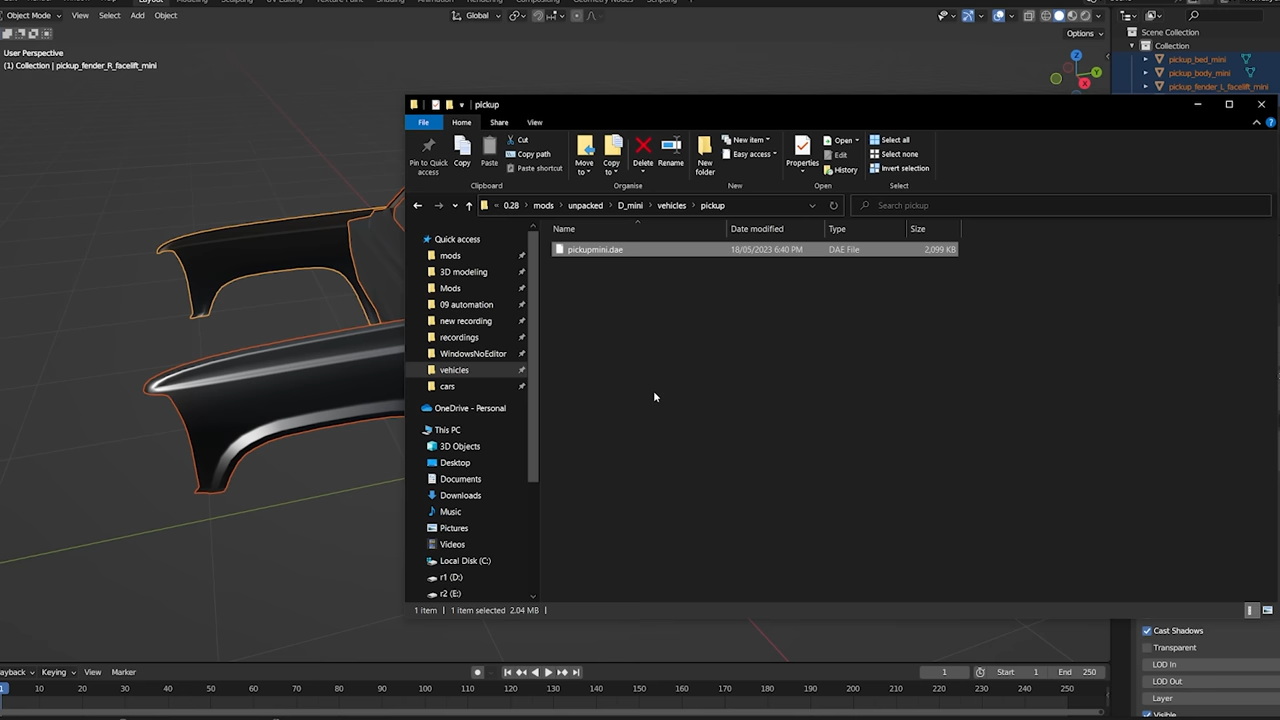 Layout
Object Mode View Select Add Object Global
Options
User Perspective
(1) Collection | pickup_fender_R_facelift_mini
Z
Y
X
Scene Collection
Collection
pickup_bed_mini
pickup_body_mini
pickup_fender_L_facelift_mini
pickup
File Home Share View
Pin to Quick access
Copy
Paste
Cut
Copy path
Paste shortcut
Clipboard
Move to
Copy to
Delete
Rename
Organise
New folder
New item
Easy access
New
Properties
Open
Edit
History
Open
Select all
Select none
Invert selection
Select
« 0.28 › mods › unpacked › D_mini › vehicles › pickup
Search pickup
Name Date modified Type Size
pickupmini.dae 18/05/2023 6:40 PM DAE File 2,099 KB
Quick access
mods
3D modeling
Mods
09 automation
new recording
recordings
WindowsNoEditor
vehicles
cars
OneDrive - Personal
This PC
3D Objects
Desktop
Documents
Downloads
Music
Pictures
Videos
Local Disk (C:)
r1 (D:)
r2 (E:)
1 item 1 item selected 2.04 MB
Cast Shadows
Transparent
LOD In
LOD Out
Layer
Visible
ayback Keying View Marker 1 Start 1 End 250
1 10 20 30 40 50 60 70 80 90 100 110 120 130 140 150 160 170 180 190 200 210 220 230 240 250